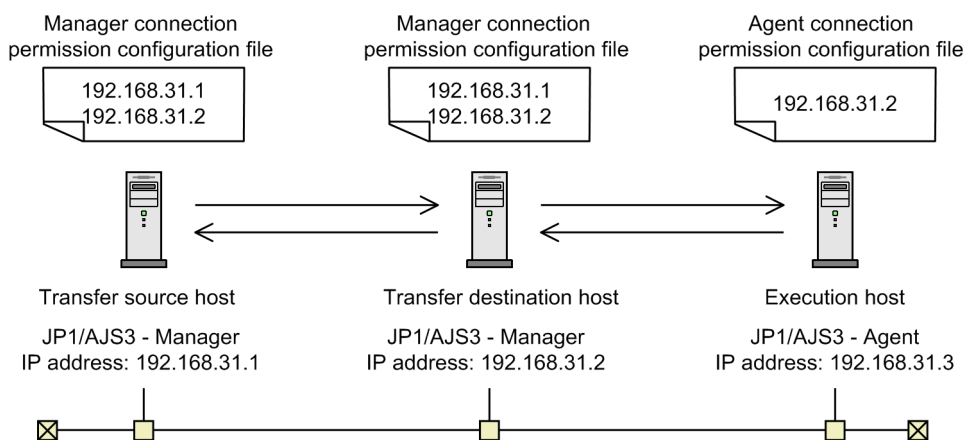 Manager connection
permission configuration file
Manager connection
permission configuration file
Agent connection
permission configuration file
192.168.31.1
192.168.31.2
192.168.31.1
192.168.31.2
192.168.31.2
Transfer source host
Transfer destination host
Execution host
JP1/AJS3 - Manager
IP address: 192.168.31.1
JP1/AJS3 - Manager
IP address: 192.168.31.2
JP1/AJS3 - Agent
IP address: 192.168.31.3